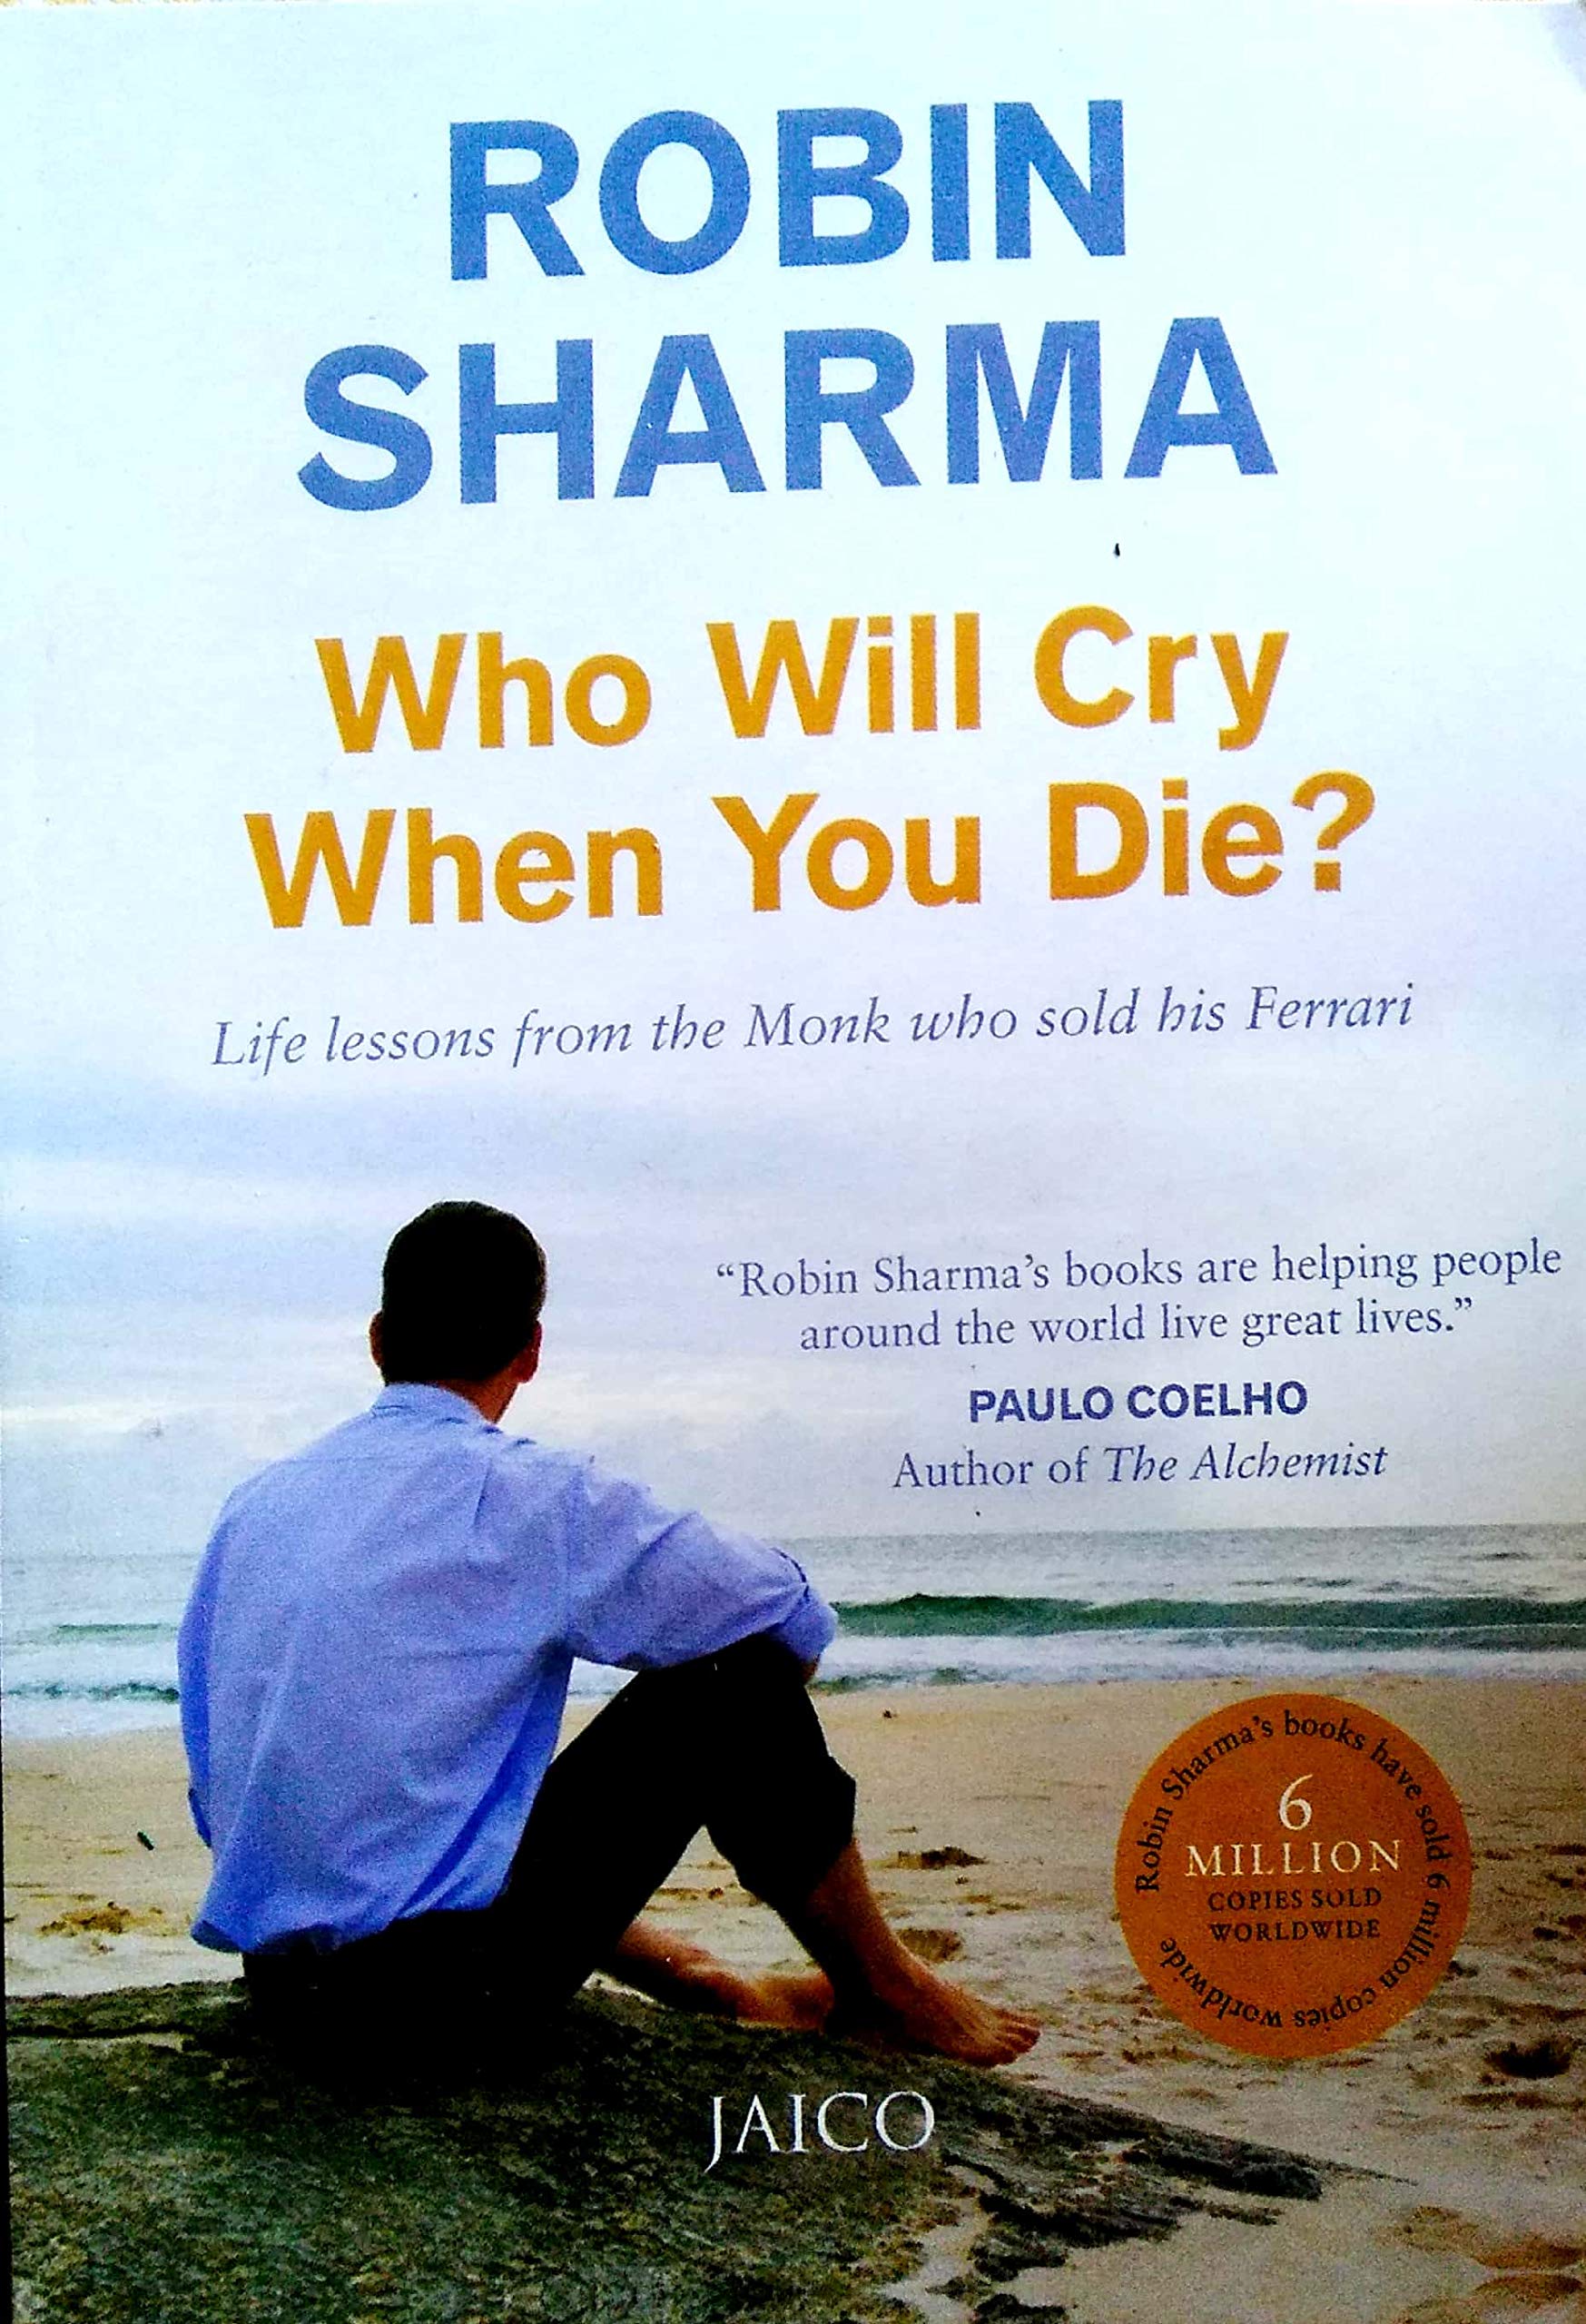 ROBIN
SHARMA
Who Will Cry
When You Die?
Life lessons from the Monk who sold his Ferrari
“Robin Sharma’s books are helping people
around the world live great lives.”
PAULO COELHO
Author of The Alchemist
Robin Sharma’s books have sold 6 million copies worldwide
6
MILLION
COPIES SOLD
WORLDWIDE
JAICO